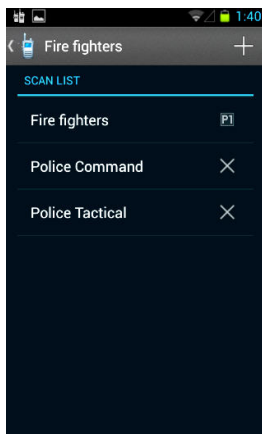 1:40
Fire fighters
SCAN LIST
Fire fighters P1
Police Command
Police Tactical